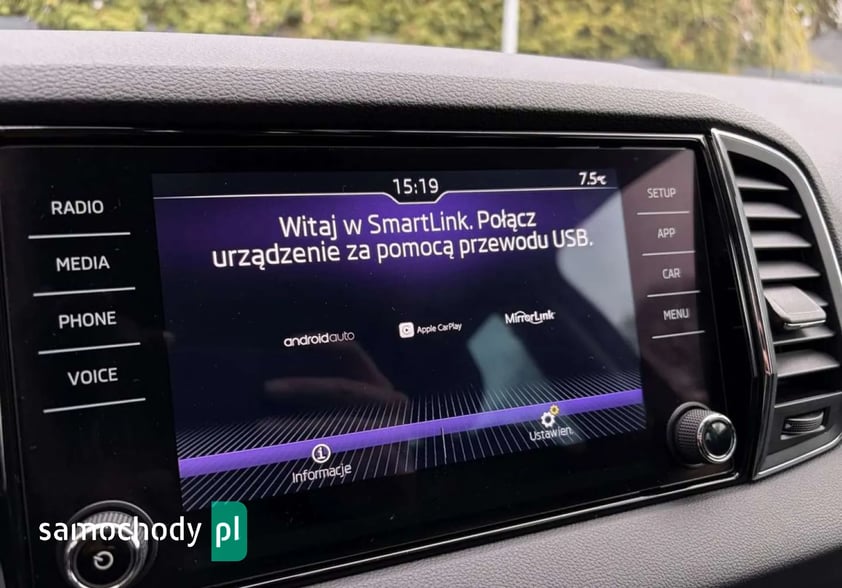 RADIO
MEDIA
PHONE
VOICE
15:19
7.5°C
Witaj w SmartLink. Połącz
urządzenie za pomocą przewodu USB.
androidauto
Apple CarPlay
MirrorLink
Informacje
Ustawien.
SETUP
APP
CAR
MENU
samochody pl